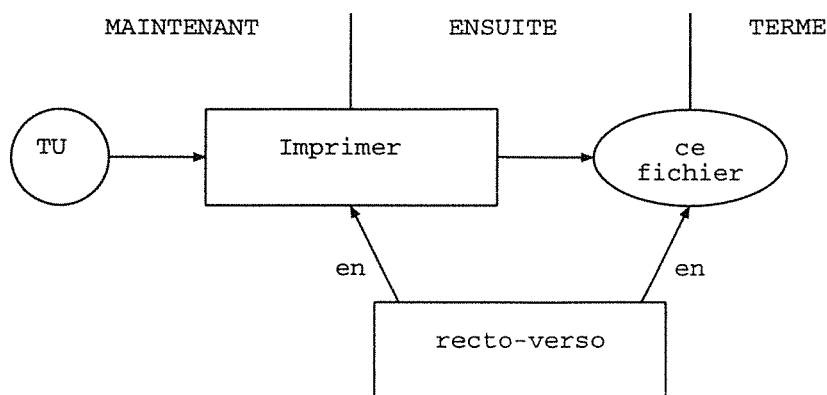 MAINTENANT ENSUITE TERME
TU Imprimer ce
fichier
en en
recto-verso